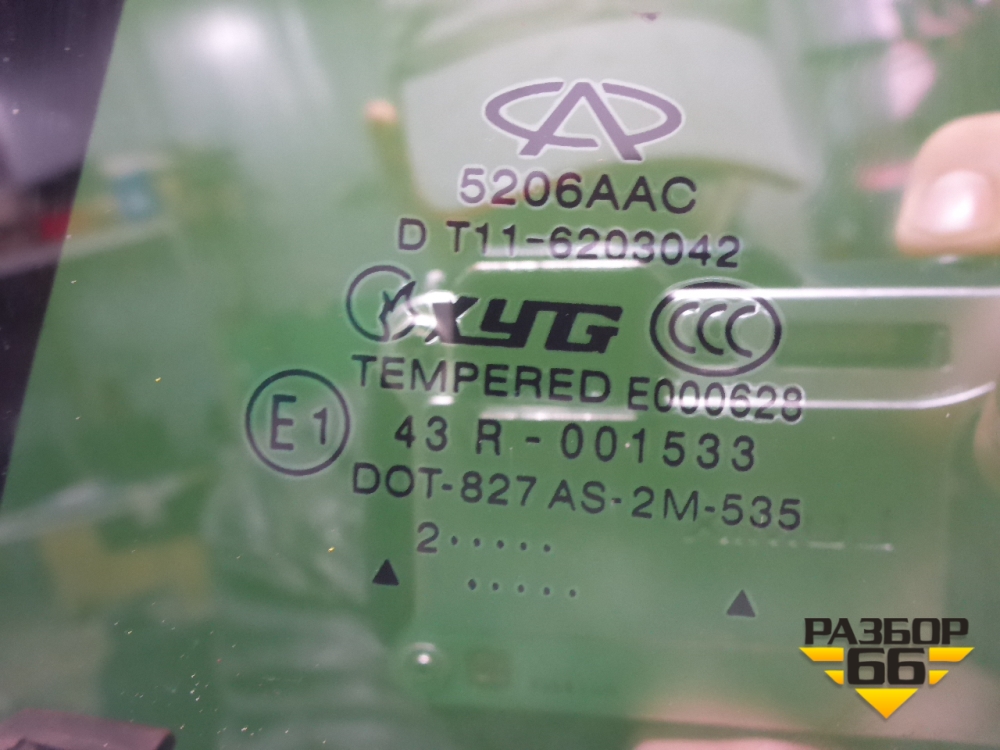 5206AAC
D T11-6203042
XYG CCC
TEMPERED E000628
E1 43 R - 001533
DOT-827 AS-2M-535
2·····
·····
РАЗБОР
66